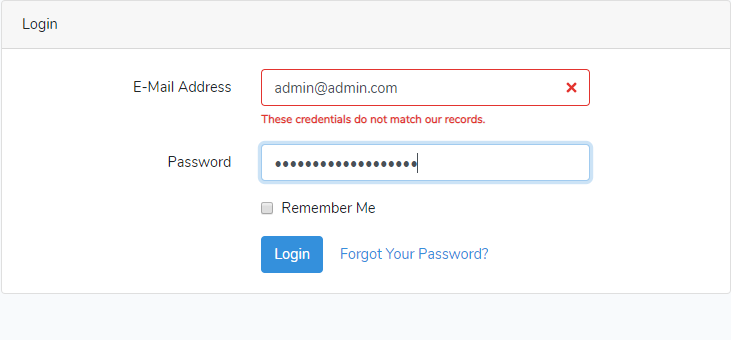 Login
E-Mail Address admin@admin.com
These credentials do not match our records.
Password •••••••••••••••••••
Remember Me
Login Forgot Your Password?